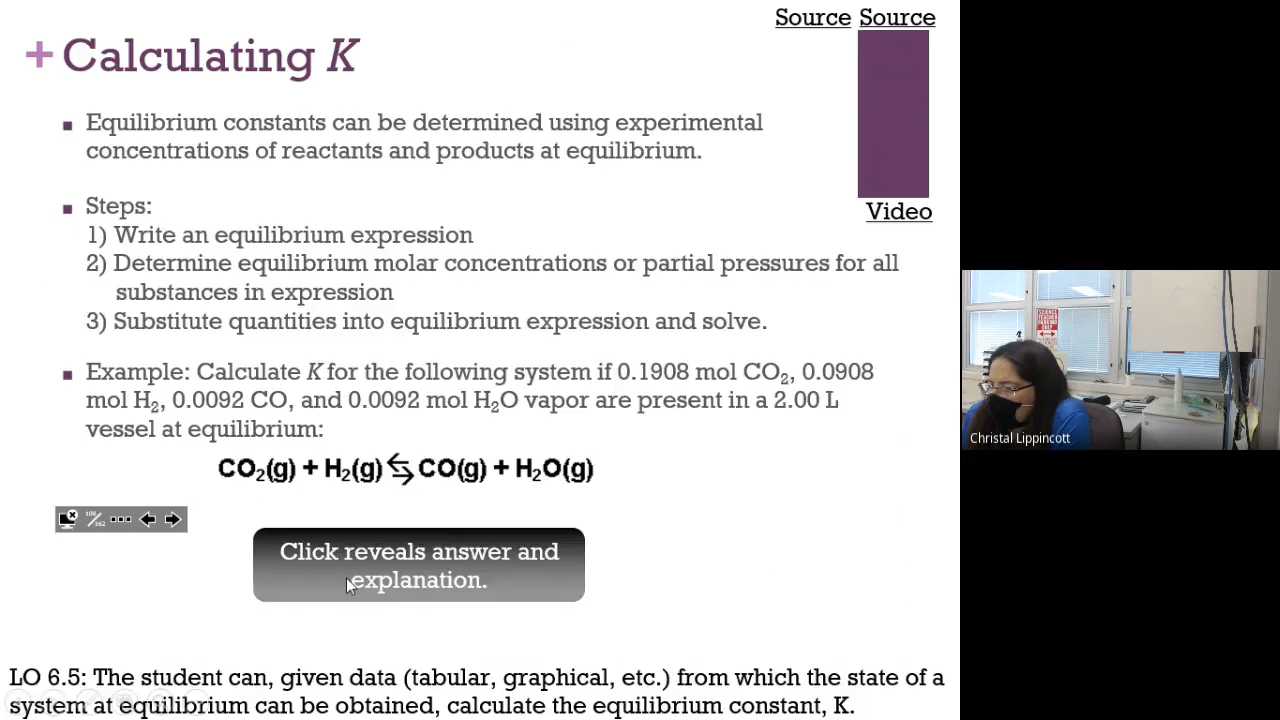 Source Source
+ Calculating K
▪ Equilibrium constants can be determined using experimental
concentrations of reactants and products at equilibrium.
Video
▪ Steps:
1) Write an equilibrium expression
2) Determine equilibrium molar concentrations or partial pressures for all
substances in expression
3) Substitute quantities into equilibrium expression and solve.
▪ Example: Calculate K for the following system if 0.1908 mol CO₂, 0.0908
mol H₂, 0.0092 CO, and 0.0092 mol H₂O vapor are present in a 2.00 L
vessel at equilibrium:
CO₂(g) + H₂(g) ⇆ CO(g) + H₂O(g)
Click reveals answer and
explanation.
LO 6.5: The student can, given data (tabular, graphical, etc.) from which the state of a
system at equilibrium can be obtained, calculate the equilibrium constant, K.
PARKING
ONLY
Christal Lippincott